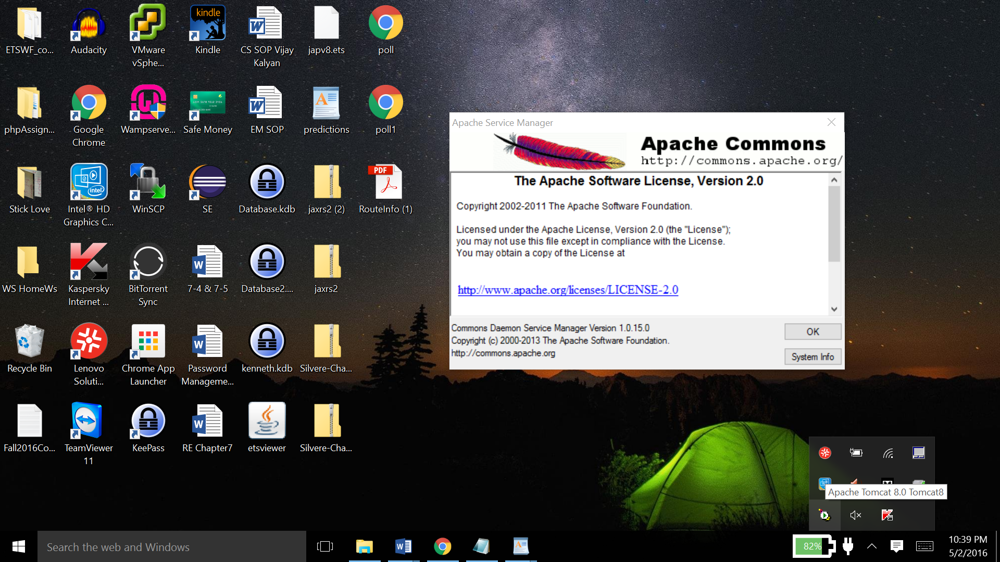 ETSWF_co...
Audacity
VMware
vSphe...
kindle
Kindle
CS SOP Vijay
Kalyan
japv8.ets
poll
phpAssign...
Google
Chrome
Wampserve...
Safe Money
EM SOP
predictions
poll1
Stick Love
intel
Intel® HD
Graphics C...
WinSCP
SE
Database.kdb
jaxrs2 (2)
PDF
RouteInfo (1)
WS HomeWs
Kaspersky
Internet ...
BitTorrent
Sync
7-4 & 7-5
Database2....
jaxrs2
Recycle Bin
Lenovo
Soluti...
Chrome App
Launcher
Password
Manageme...
kenneth.kdb
Silvere-Cha...
Fall2016Co...
TeamViewer
11
KeePass
RE Chapter7
etsviewer
Silvere-Cha...
Apache Service Manager
Apache Commons
http://commons.apache.org/
The Apache Software License, Version 2.0
Copyright 2002-2011 The Apache Software Foundation.
Licensed under the Apache License, Version 2.0 (the "License");
you may not use this file except in compliance with the License.
You may obtain a copy of the License at
http://www.apache.org/licenses/LICENSE-2.0
Commons Daemon Service Manager Version 1.0.15.0
Copyright (c) 2000-2013 The Apache Software Foundation.
http://commons.apache.org
OK
System Info
Apache Tomcat 8.0 Tomcat8
Search the web and Windows
82%
10:39 PM
5/2/2016